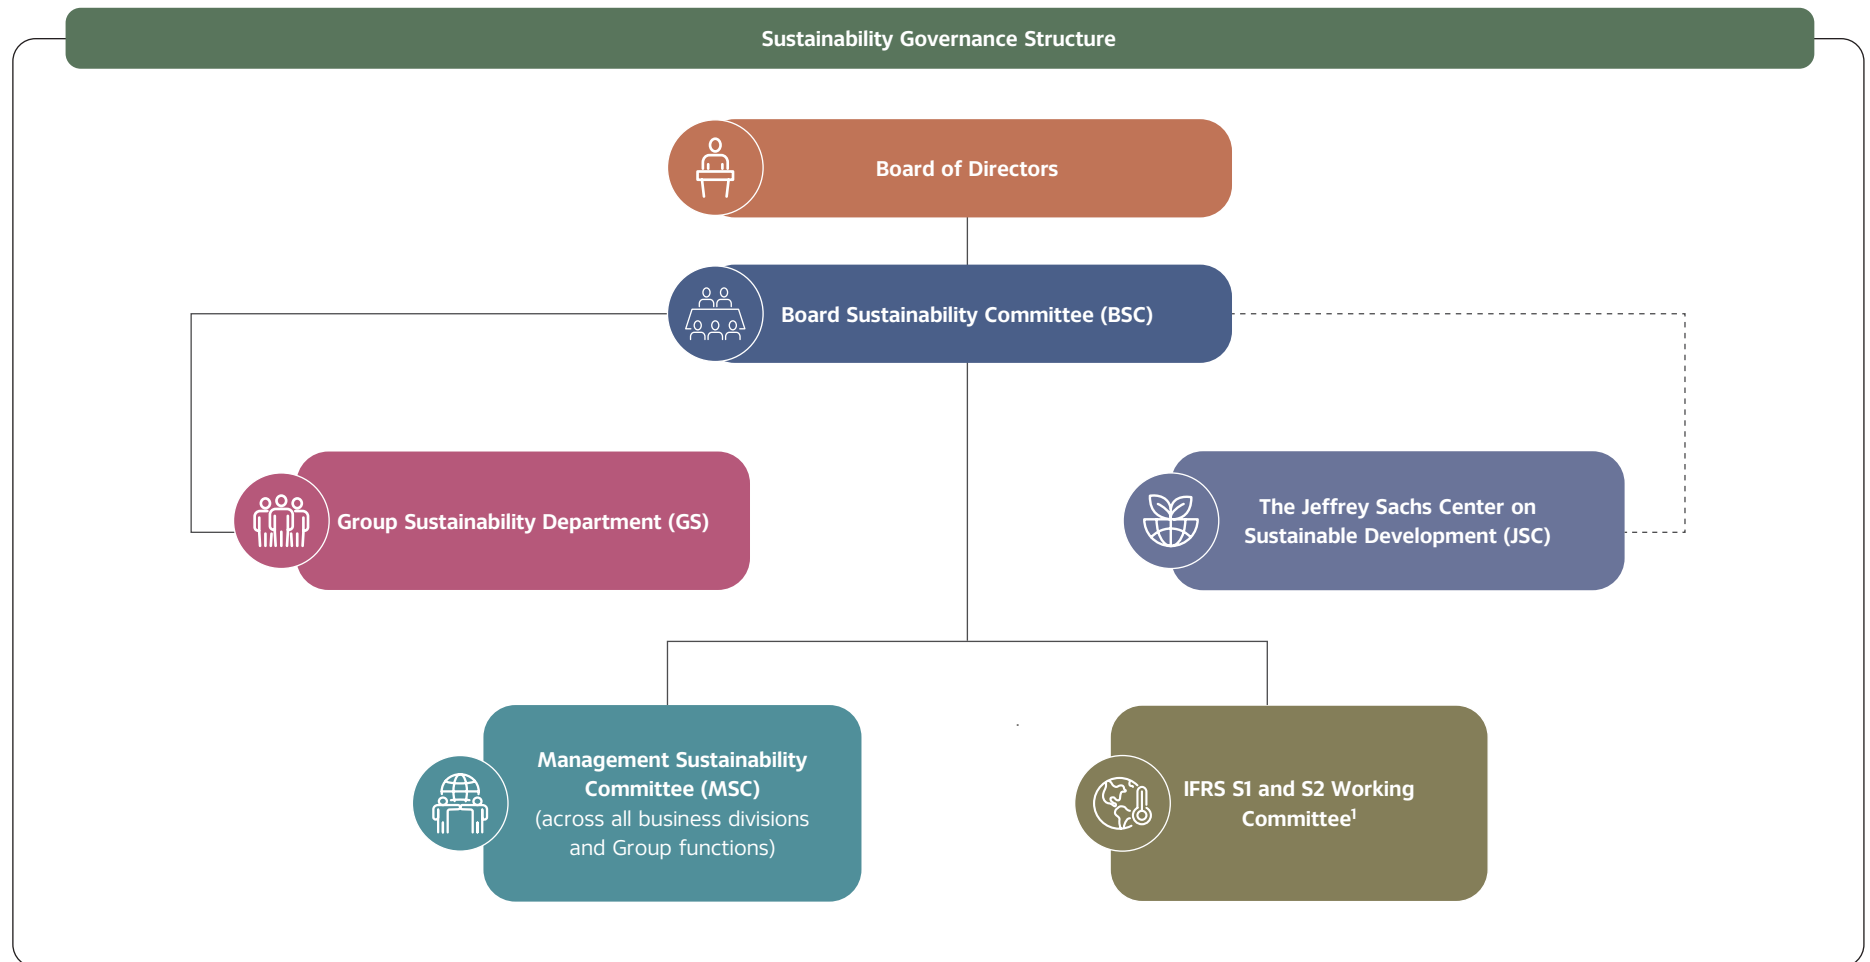 Sustainability Governance Structure
Board of Directors
Board Sustainability Committee (BSC)
Group Sustainability Department (GS)
The Jeffrey Sachs Center on
Sustainable Development (JSC)
Management Sustainability
Committee (MSC)
(across all business divisions
and Group functions)
IFRS S1 and S2 Working
Committee¹